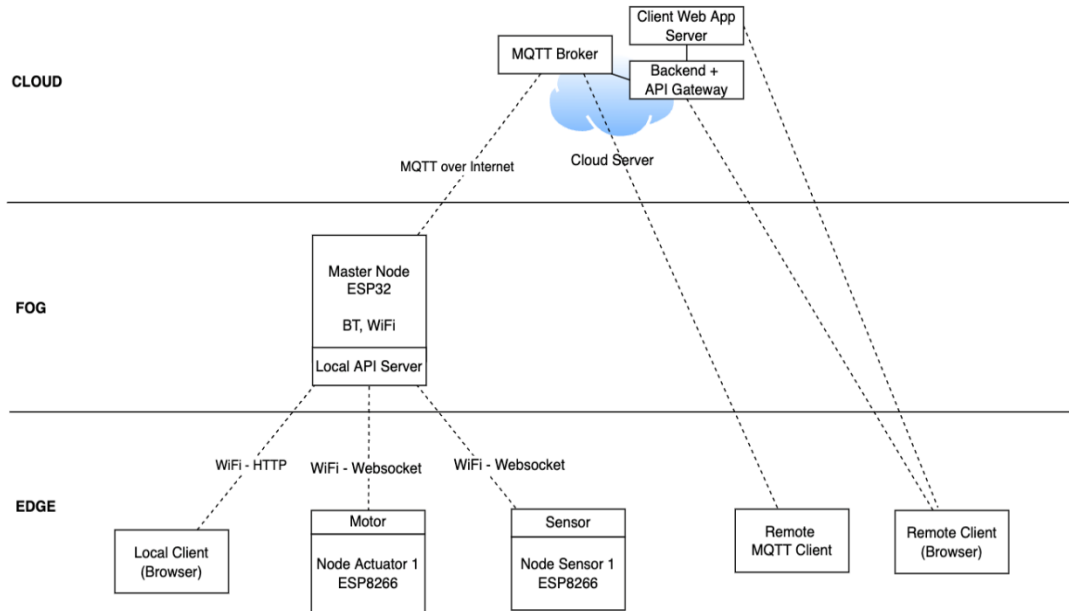 Client Web App
Server
MQTT Broker
Backend +
API Gateway
CLOUD
Cloud Server
MQTT over Internet
Master Node
ESP32
BT, WiFi
FOG
Local API Server
WiFi - HTTP
WiFi - Websocket
WiFi - Websocket
EDGE
Motor
Sensor
Local Client
(Browser)
Node Actuator 1
ESP8266
Node Sensor 1
ESP8266
Remote
MQTT Client
Remote Client
(Browser)